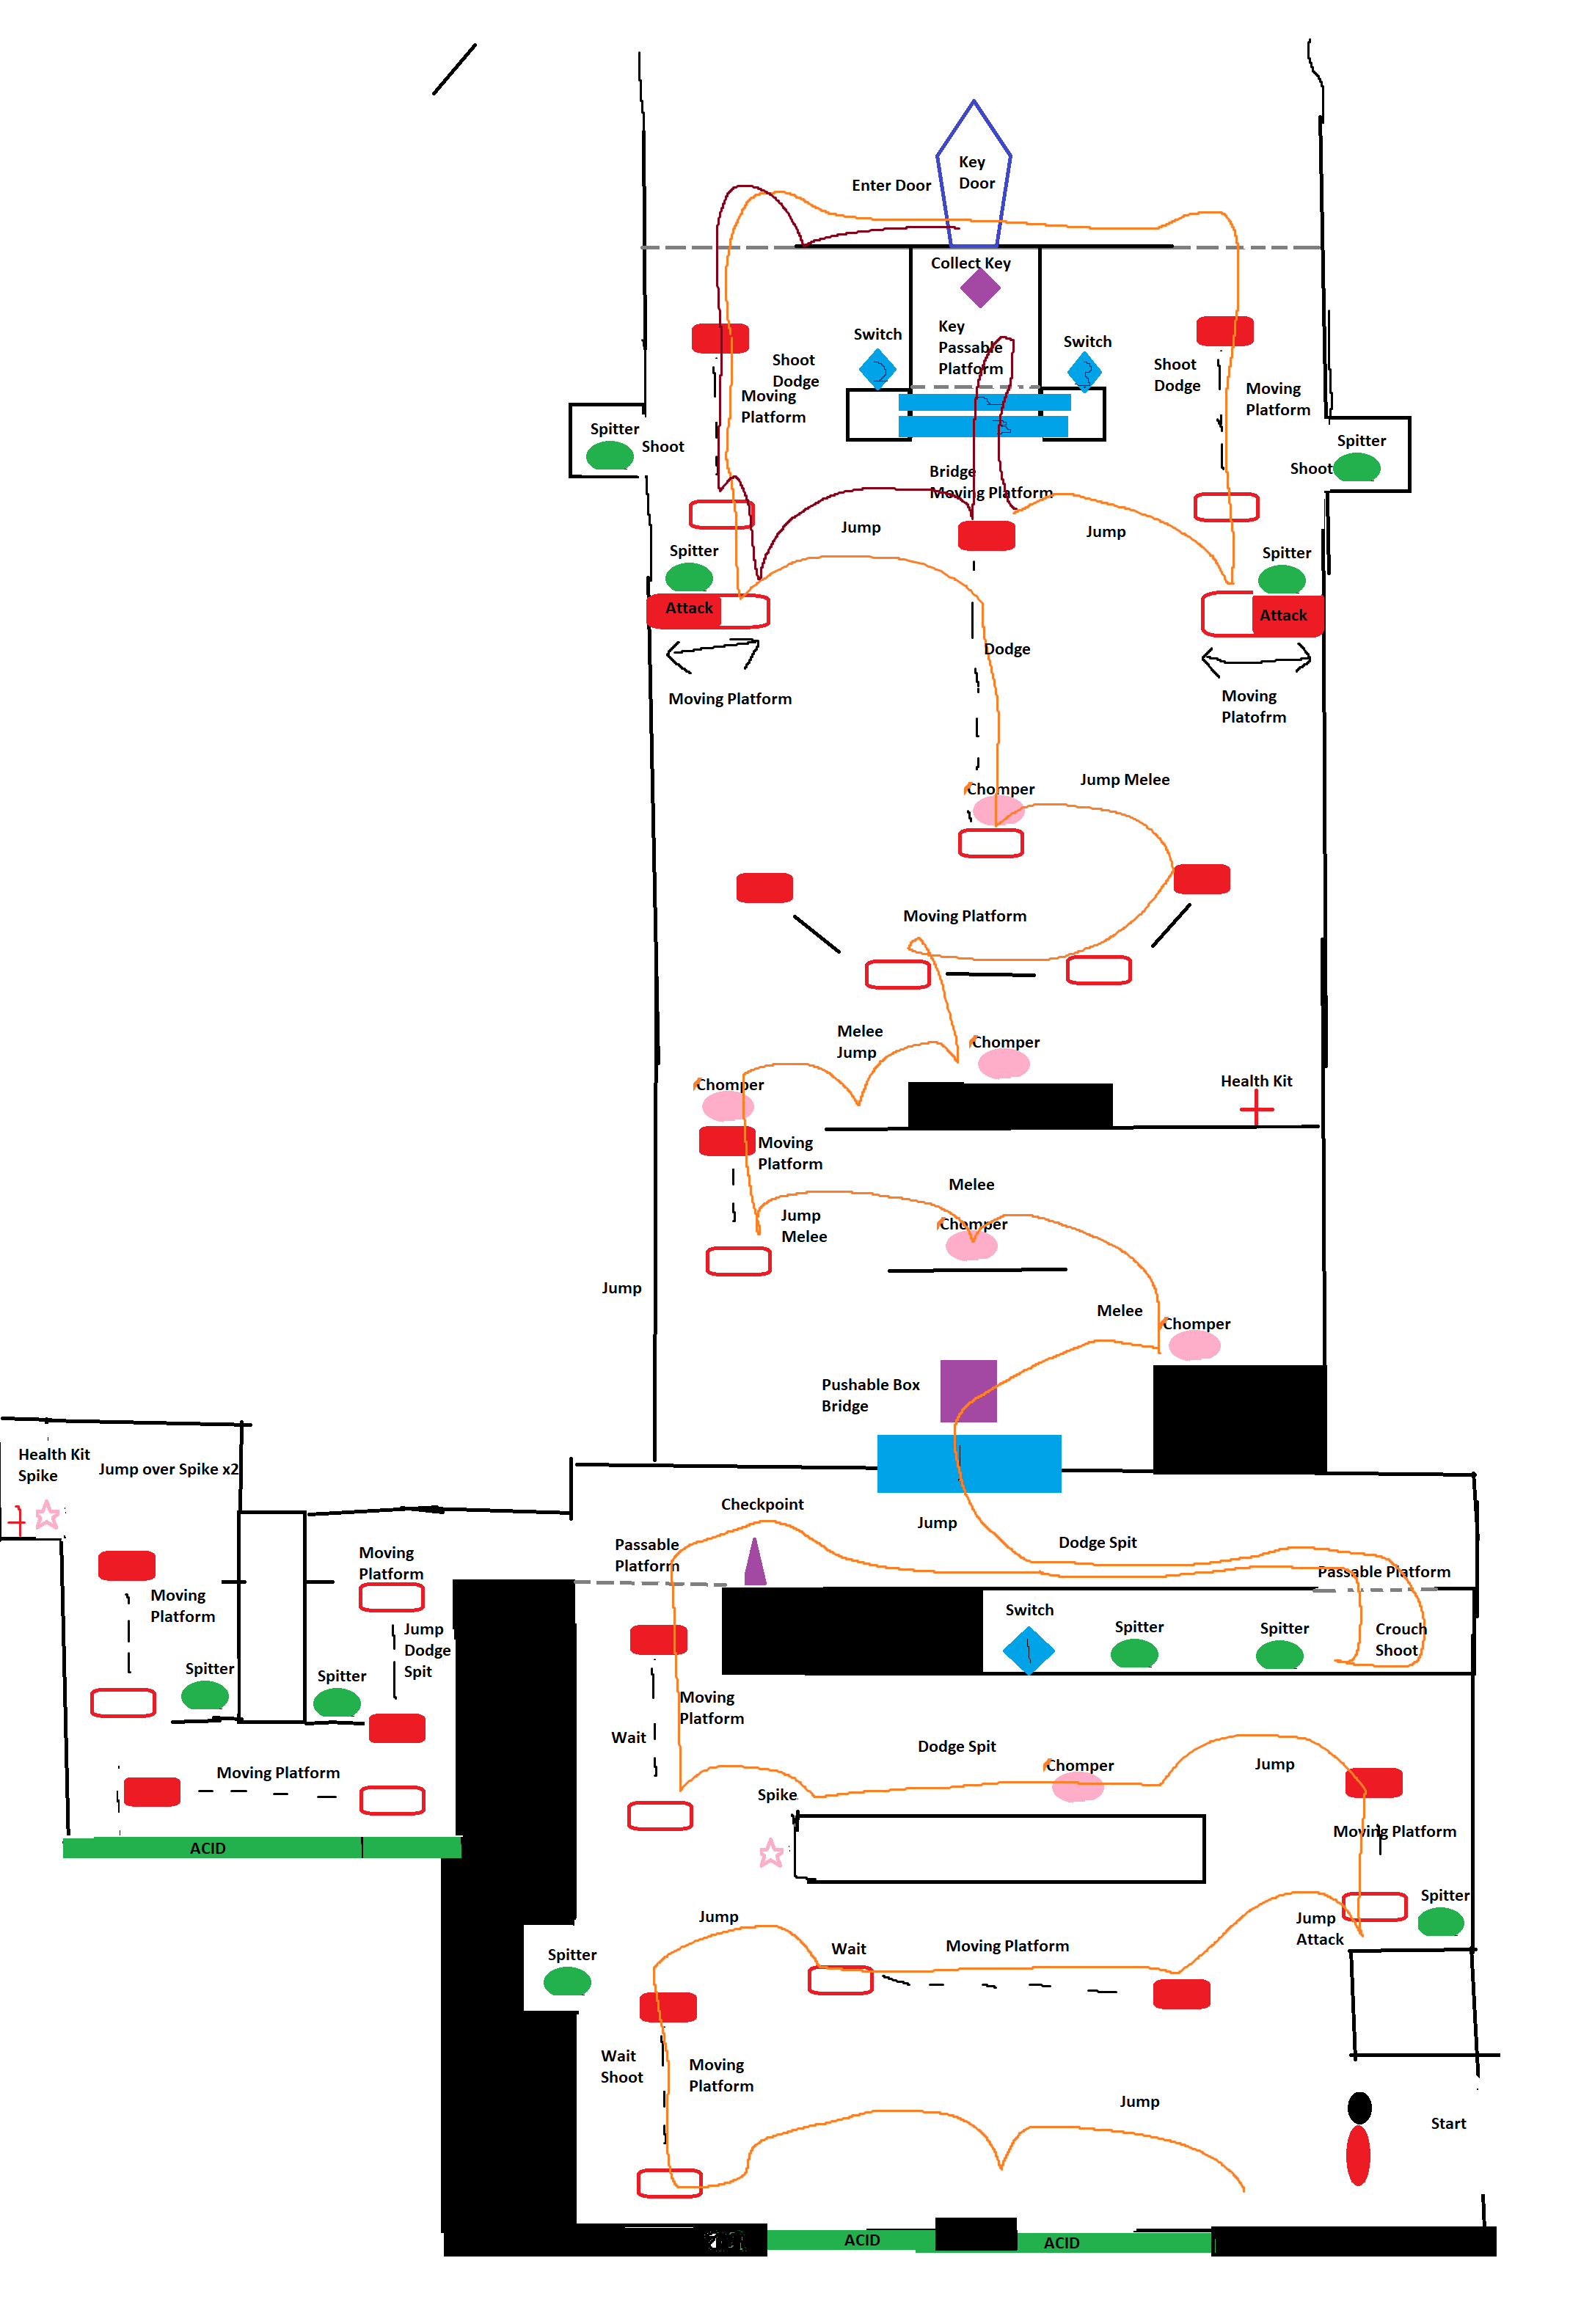 Key
Door
Enter Door
Collect Key
Key
Passable
Platform
Switch
2
Switch
3
Shoot
Dodge
Moving
Platform
Shoot
Dodge
Moving
Platform
2
3
Spitter
Shoot
Spitter
Shoot
Bridge
Moving Platform
Jump
Jump
Spitter
Attack
Spitter
Attack
Dodge
Moving Platform
Moving
Platofrm
Chomper
Jump Melee
Moving Platform
Melee
Jump
Chomper
Chomper
Health Kit
Moving
Platform
Melee
Jump
Melee
Chomper
Jump
Melee
Chomper
Pushable Box
Bridge
1
Health Kit
Spike
Jump over Spike x2
Checkpoint
Jump
Dodge Spit
Passable
Platform
Passable Platform
Moving
Platform
Moving
Platform
Jump
Dodge
Spit
Switch
1
Spitter
Spitter
Crouch
Shoot
Spitter
Spitter
Moving
Platform
Wait
Dodge Spit
Chomper
Jump
Moving Platform
Spike
Moving Platform
ACID
Spitter
Jump
Attack
Jump
Wait
Moving Platform
Spitter
Wait
Shoot
Moving
Platform
Jump
Start
ACID
ACID